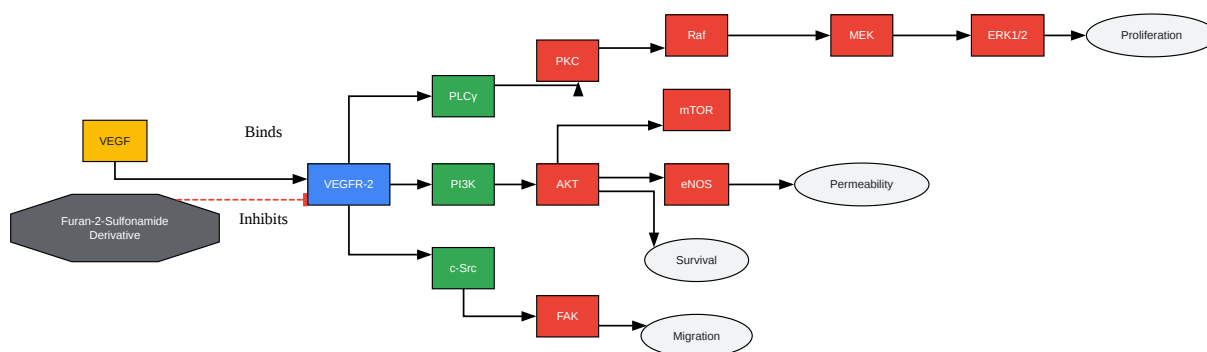 Raf
MEK
ERK1/2
Proliferation
PKC
PLCγ
mTOR
Binds
VEGF
VEGFR-2
PI3K
AKT
eNOS
Permeability
Inhibits
Furan-2-Sulfonamide
Derivative
c-Src
Survival
FAK
Migration